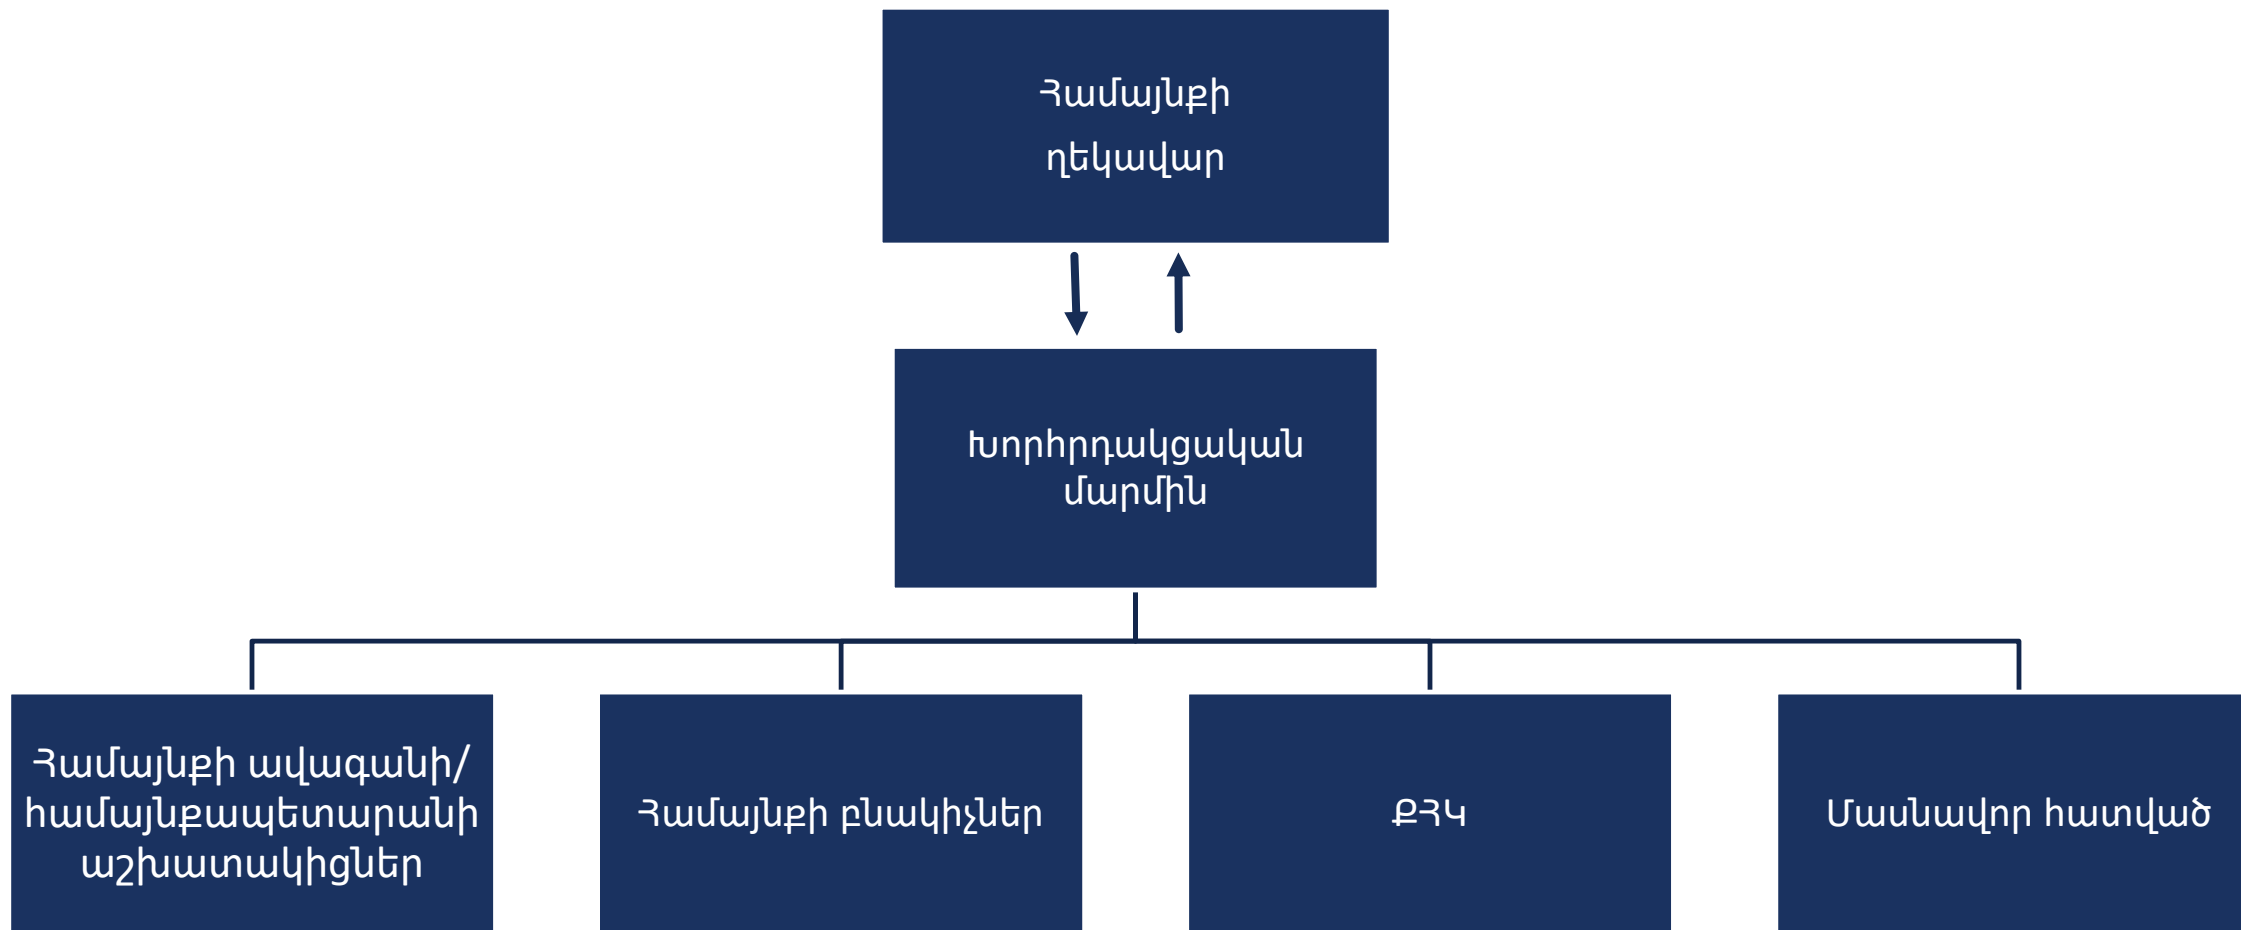 Համայնքի
ղեկավար
Խորհրդակցական
մարմին
Համայնքի ավագանի/
համայնքապետարանի
աշխատակիցներ
Համայնքի բնակիչներ
ՔՀԿ
Մասնավոր հատված